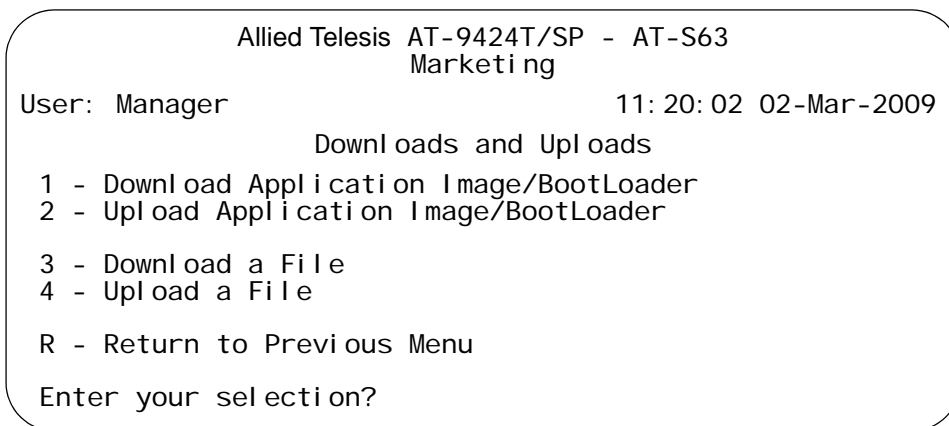 Allied Telesis AT-9424T/SP - AT-S63
Marketing
User: Manager 11:20:02 02-Mar-2009
Downloads and Uploads
1 - Download Application Image/BootLoader
2 - Upload Application Image/BootLoader
3 - Download a File
4 - Upload a File
R - Return to Previous Menu
Enter your selection?